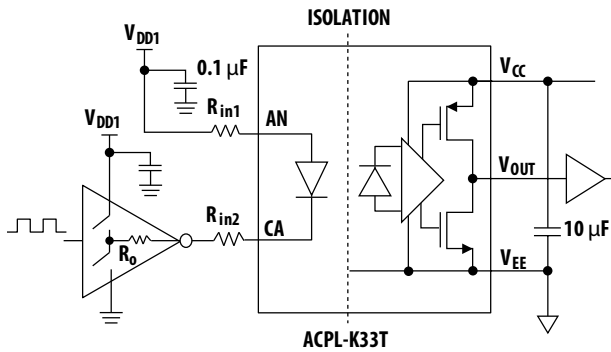 ISOLATION
VDD1
0.1 µF
Rin1
AN
VCC
VDD1
VOUT
Rin2
CA
Ro
10 µF
VEE
ACPL-K33T